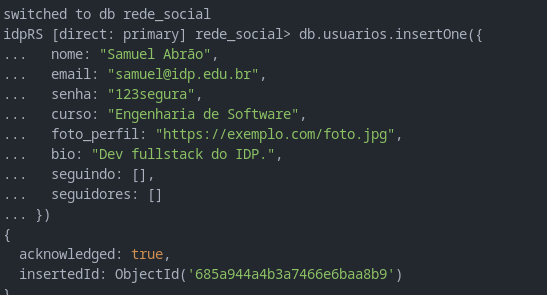 switched to db rede_social
idpRS [direct: primary] rede_social> db.usuarios.insertOne({
...   nome: "Samuel Abrão",
...   email: "samuel@idp.edu.br",
...   senha: "123segura",
...   curso: "Engenharia de Software",
...   foto_perfil: "https://exemplo.com/foto.jpg",
...   bio: "Dev fullstack do IDP.",
...   seguindo: [],
...   seguidores: []
... })
{
  acknowledged: true,
  insertedId: ObjectId('685a944a4b3a7466e6baa8b9')
}